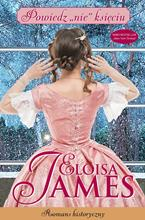 Powiedz „nie” księciu
ELOISA
JAMES
Romans historyczny